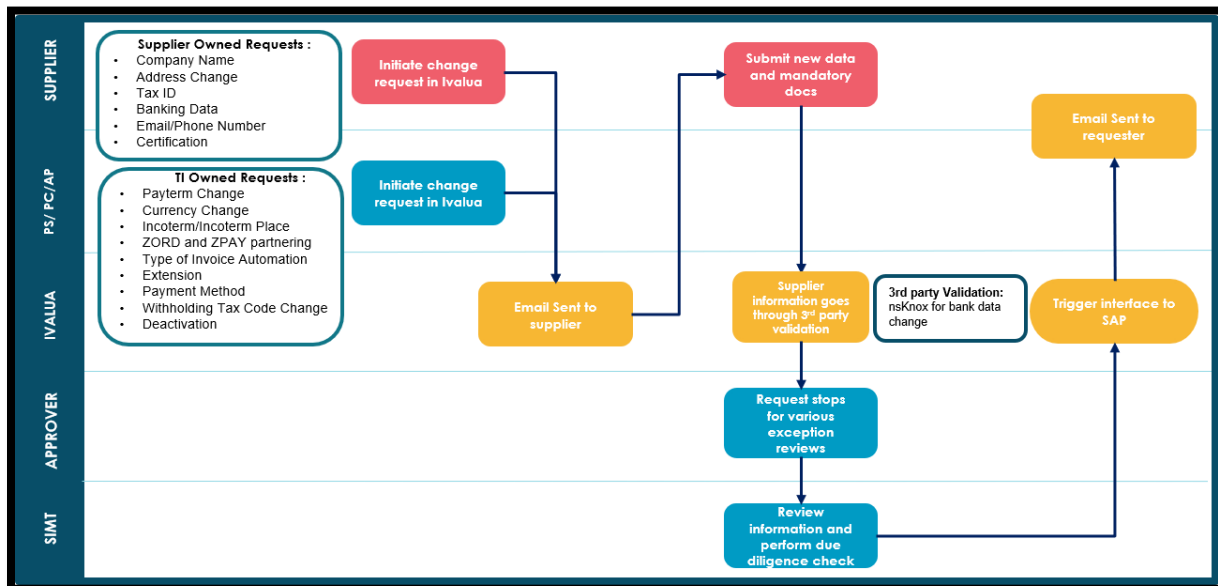 SUPPLIER
Supplier Owned Requests :
• Company Name
• Address Change
• Tax ID
• Banking Data
• Email/Phone Number
• Certification
Initiate change
request in Ivalua
Submit new data
and mandatory
docs
Email Sent to
requester
PS/ PC/AP
TI Owned Requests :
• Payterm Change
• Currency Change
• Incoterm/Incoterm Place
• ZORD and ZPAY partnering
• Type of Invoice Automation
• Extension
• Payment Method
• Withholding Tax Code Change
• Deactivation
Initiate change
request in Ivalua
IVALUA
Email Sent to
supplier
Supplier
information goes
through 3rd party
validation
3rd party Validation:
nsKnox for bank data
change
Trigger interface to
SAP
APPROVER
Request stops
for various
exception
reviews
SIMT
Review
information and
perform due
diligence check